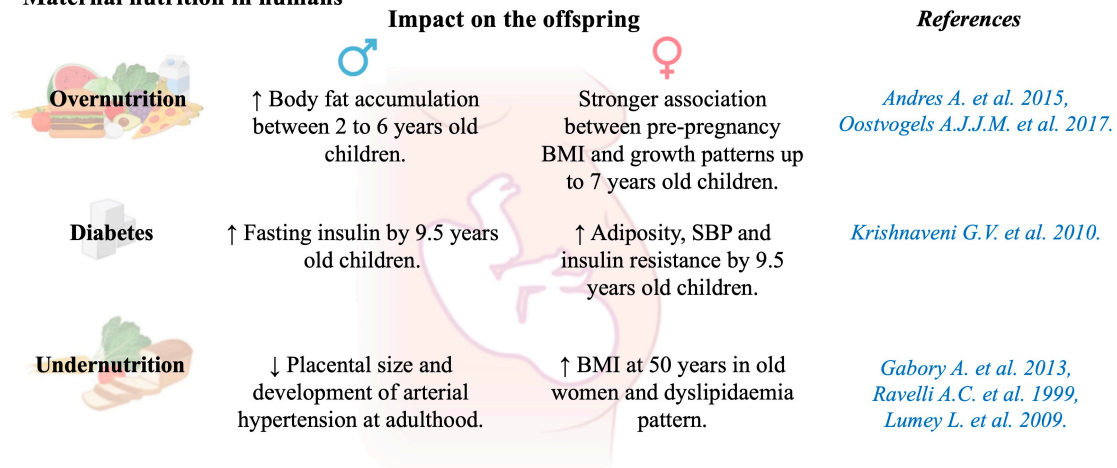 Maternal nutrition in humans
Impact on the offspring
References
Overnutrition
↑ Body fat accumulation
between 2 to 6 years old
children.
Stronger association
between pre-pregnancy
BMI and growth patterns up
to 7 years old children.
Andres A. et al. 2015,
Oostvogels A.J.J.M. et al. 2017.
Diabetes
↑ Fasting insulin by 9.5 years
old children.
↑ Adiposity, SBP and
insulin resistance by 9.5
years old children.
Krishnaveni G.V. et al. 2010.
Undernutrition
↓ Placental size and
development of arterial
hypertension at adulthood.
↑ BMI at 50 years in old
women and dyslipidaemia
pattern.
Gabory A. et al. 2013,
Ravelli A.C. et al. 1999,
Lumey L. et al. 2009.